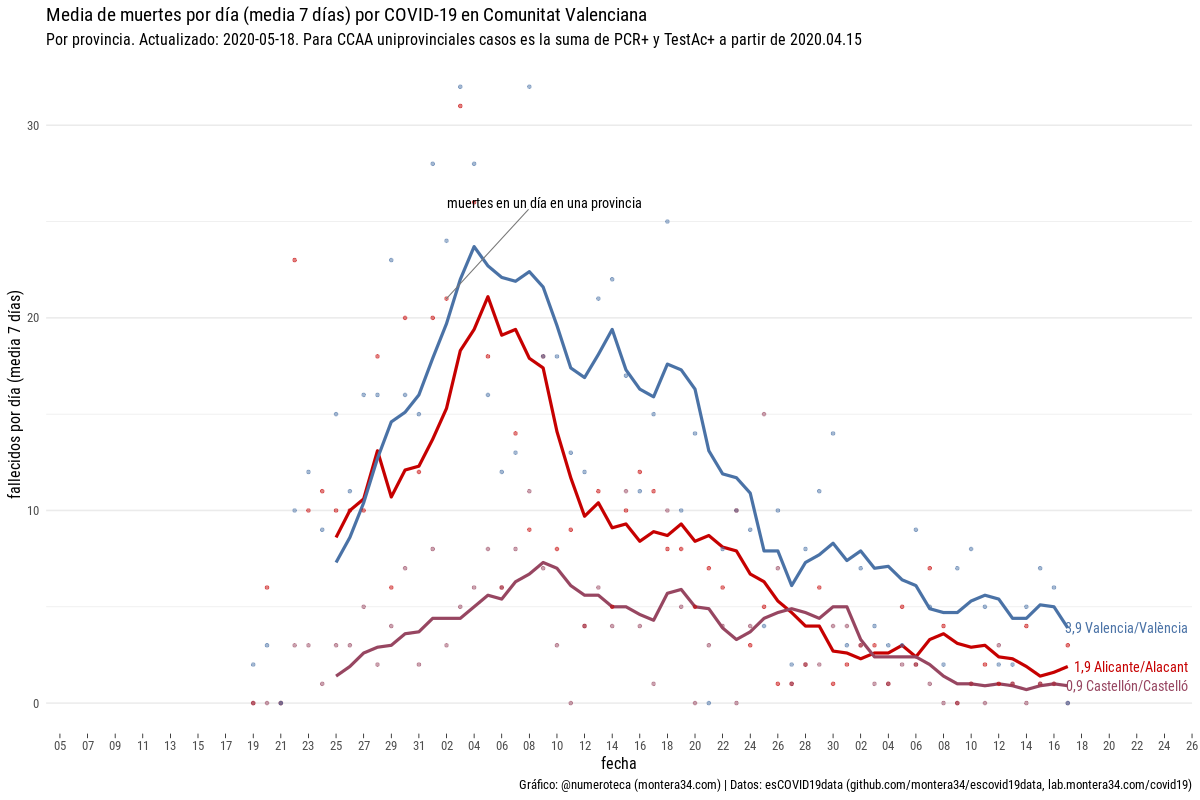 Media de muertes por día (media 7 días) por COVID-19 en Comunitat Valenciana
Por provincia. Actualizado: 2020-05-18. Para CCAA uniprovinciales casos es la suma de PCR+ y TestAc+ a partir de 2020.04.15
fallecidos por día (media 7 días)
30
20
10
0
muertes en un día en una provincia
3,9 Valencia/València
1,9 Alicante/Alacant
0,9 Castellón/Castelló
05 07 09 11 13 15 17 19 21 23 25 27 29 31 02 04 06 08 10 12 14 16 18 20 22 24 26 28 30 02 04 06 08 10 12 14 16 18 20 22 24 26
fecha
Gráfico: @numeroteca (montera34.com) | Datos: esCOVID19data (github.com/montera34/escovid19data, lab.montera34.com/covid19)